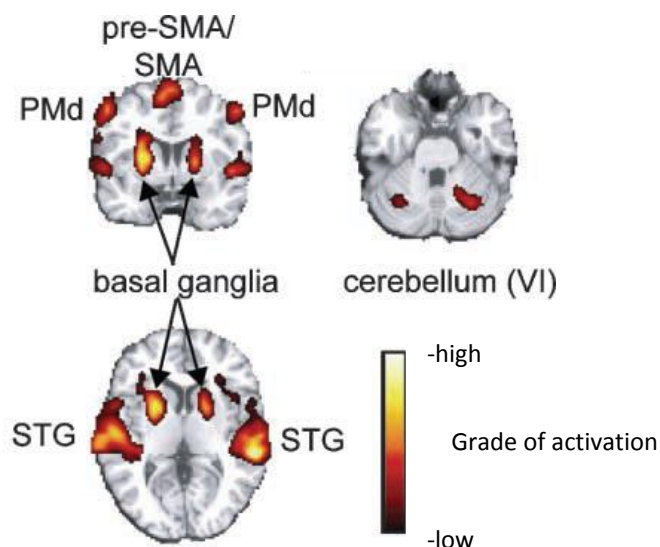 pre-SMA/
SMA
PMd
PMd
basal ganglia
cerebellum (VI)
STG
STG
-high
Grade of activation
-low